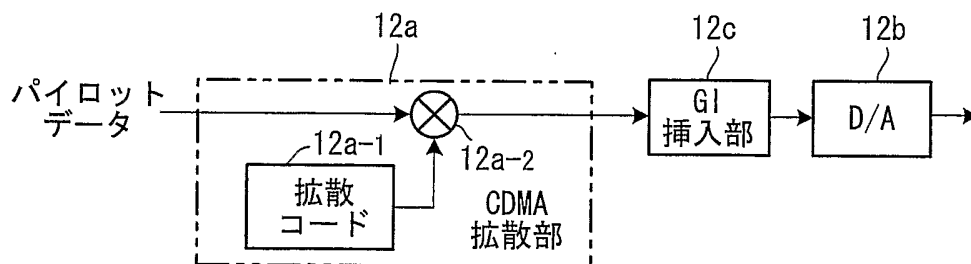 12a
12c
12b
パイロット
データ
GI
挿入部
D/A
12a-1
12a-2
拡散
コード
CDMA
拡散部